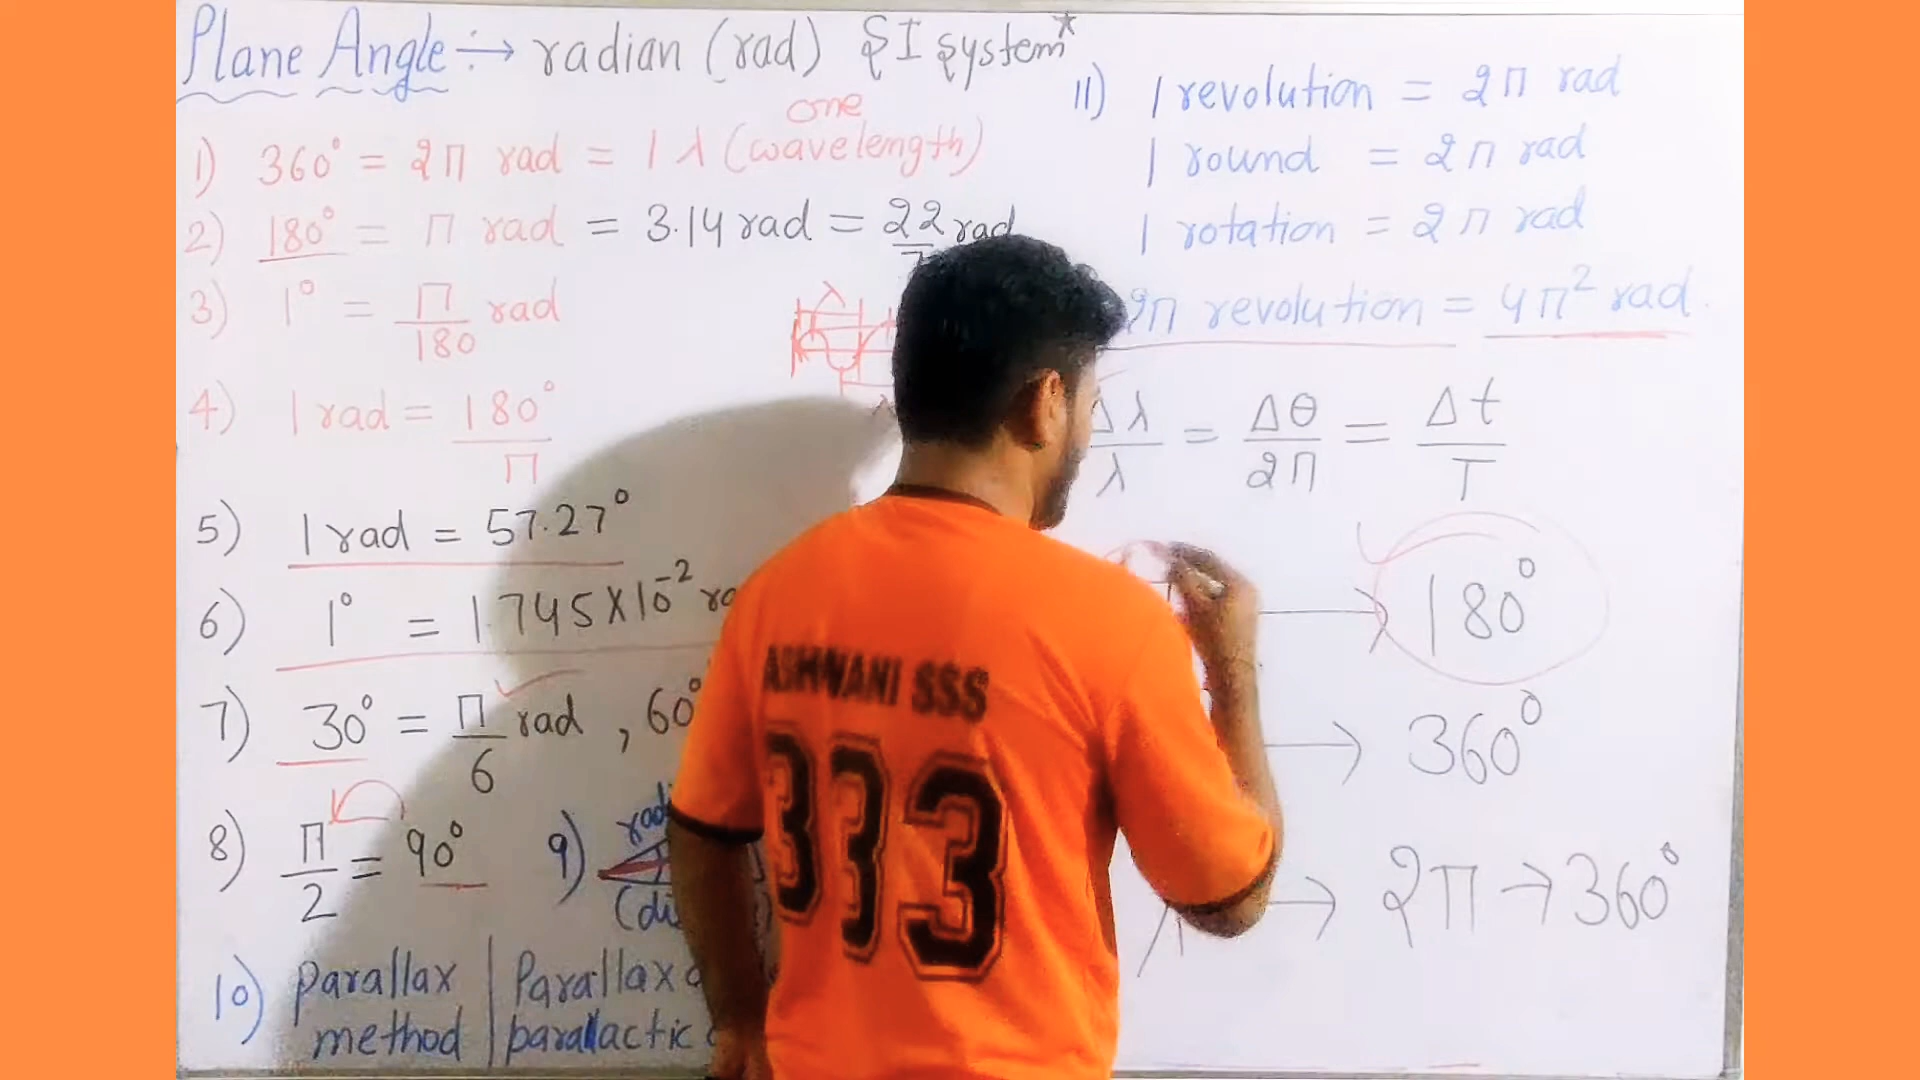 Plane Angle :→ radian (rad) SI system*
1) 360° = 2π rad = 1 λ (wavelength)
one
2) 180° = π rad = 3.14 rad = 22 rad
3) 1° = π/180 rad
4) 1 rad = 180°/π
5) 1 rad = 57.27°
6) 1° = 1.745 X 10⁻²
7) 30° = π/6 rad , 60°
8) π/2 = 90°
9)
10) parallax method | Parallax
paralactic
11) 1 revolution = 2π rad
1 round = 2π rad
1 rotation = 2π rad
2π revolution = 4π² rad.
Δλ/λ = Δθ/2π = Δt/T
→ 180°
→ 360°
→ 2π → 360°
ASHWANI SSS
333